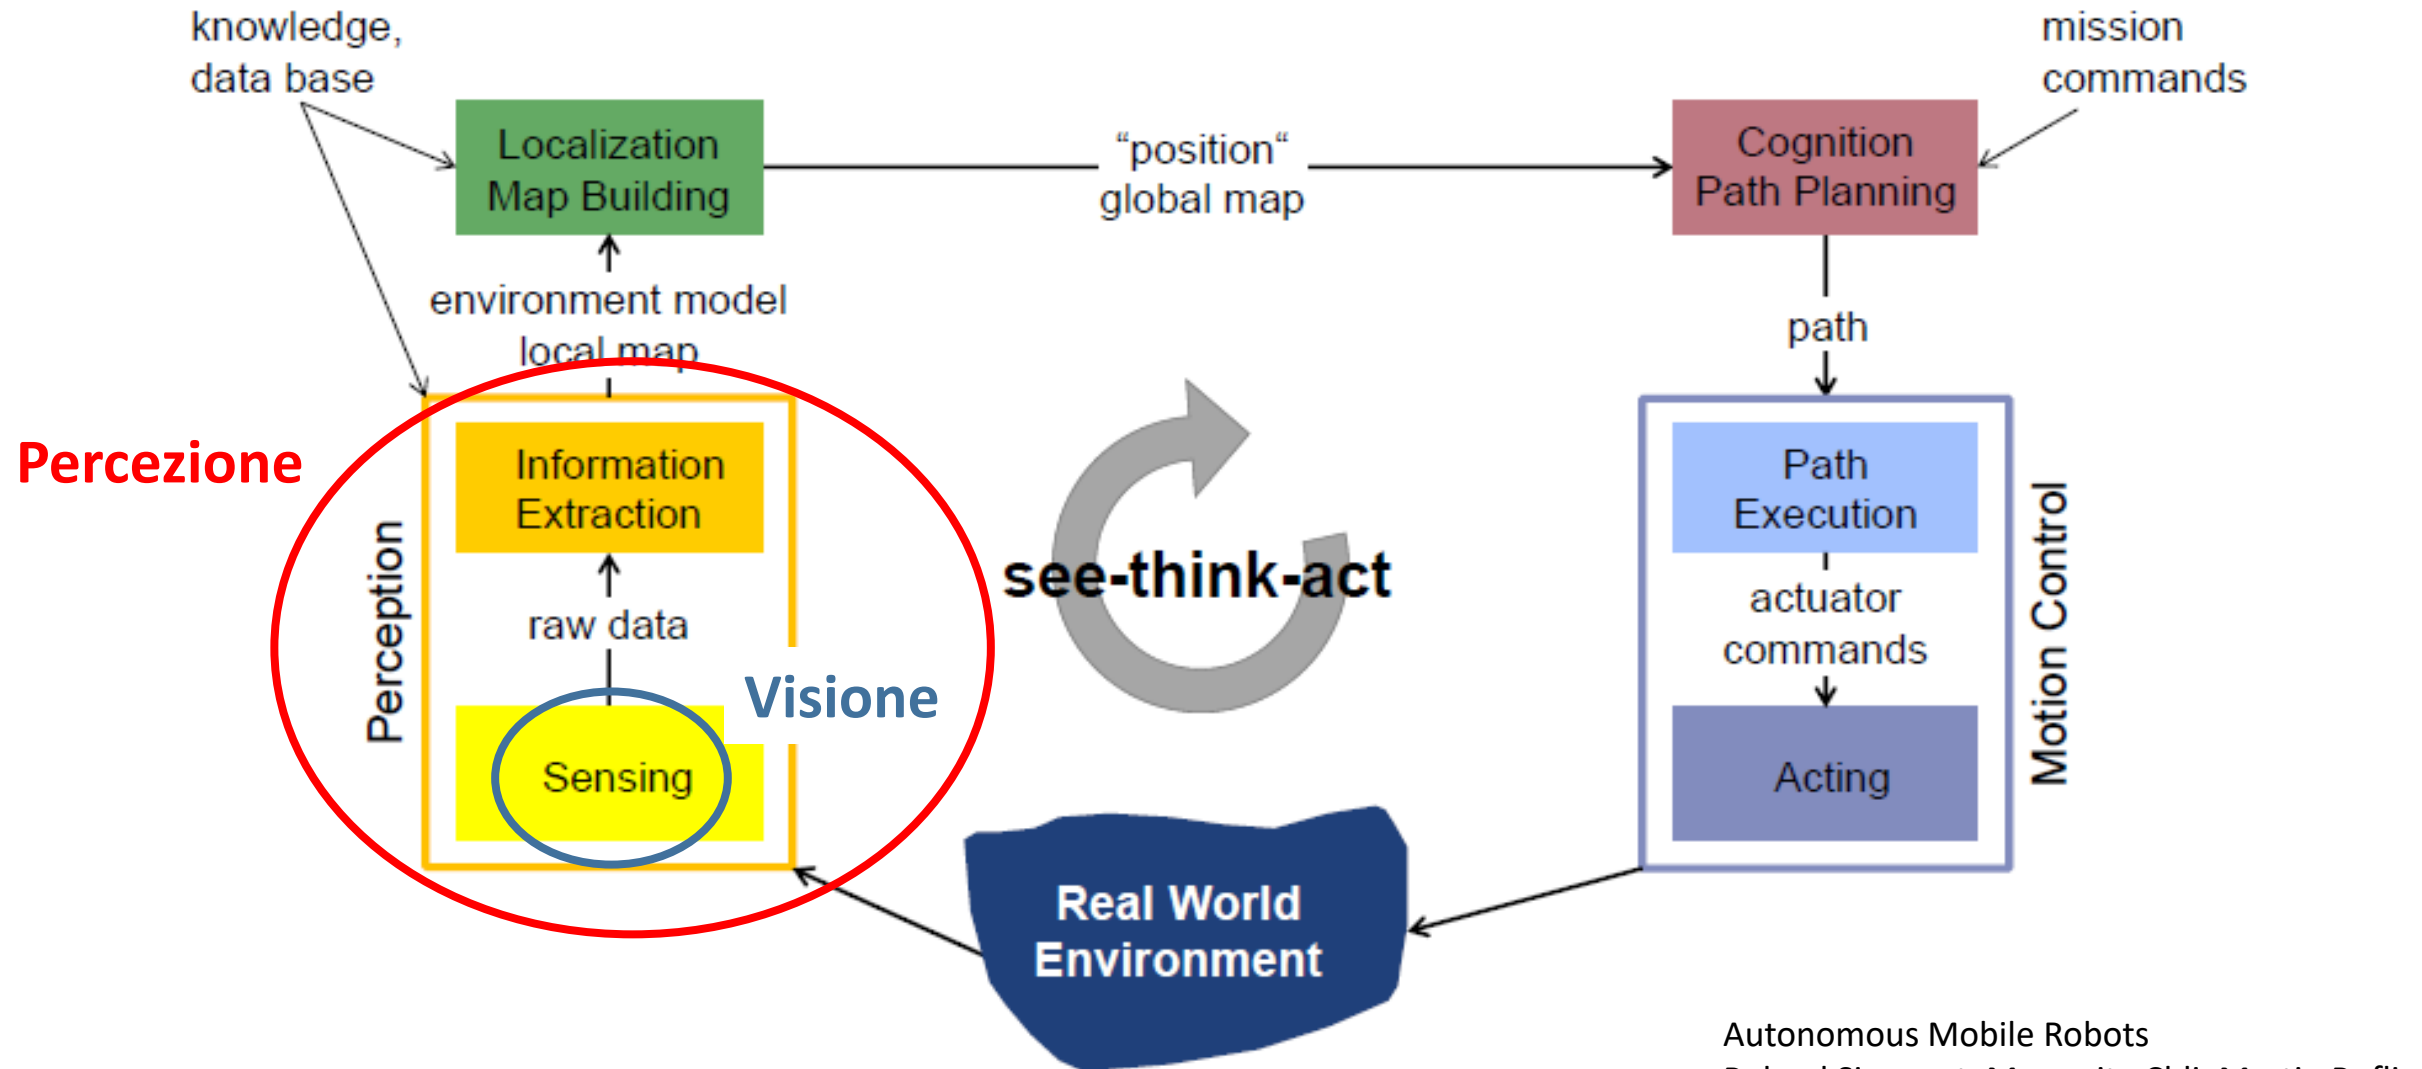 knowledge,
data base
mission
commands
Localization
Map Building
“position“
global map
Cognition
Path Planning
environment model
local map
path
Percezione
Perception
Information
Extraction
raw data
Visione
Sensing
see-think-act
Path
Execution
actuator
commands
Acting
Motion Control
Real World
Environment
Autonomous Mobile Robots